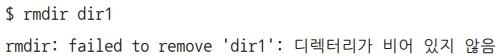 $ rmdir dir1
rmdir: failed to remove 'dir1': 디렉터리가 비어 있지 않음